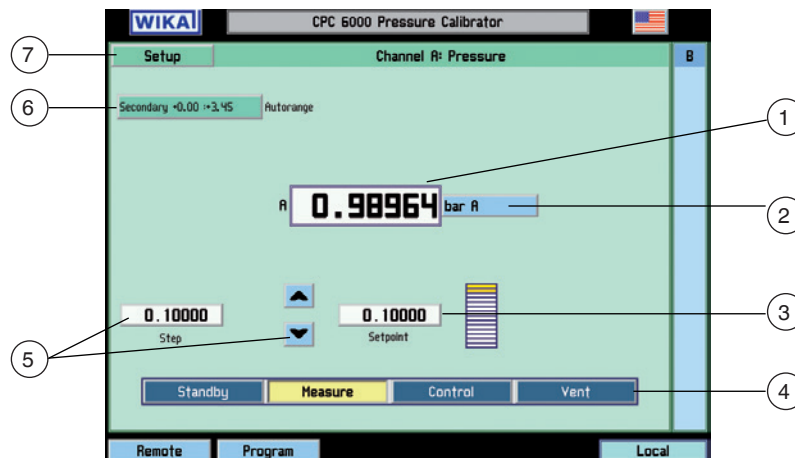 WIKAI CPC 6000 Pressure Calibrator
7 Setup Channel A: Pressure B
6 Secondary +0.00 :+3.45 Autorange
1
A 0.98964 bar A
2
0.10000 0.10000 3
Step Setpoint
5
Standby Measure Control Vent 4
Remote Program Local